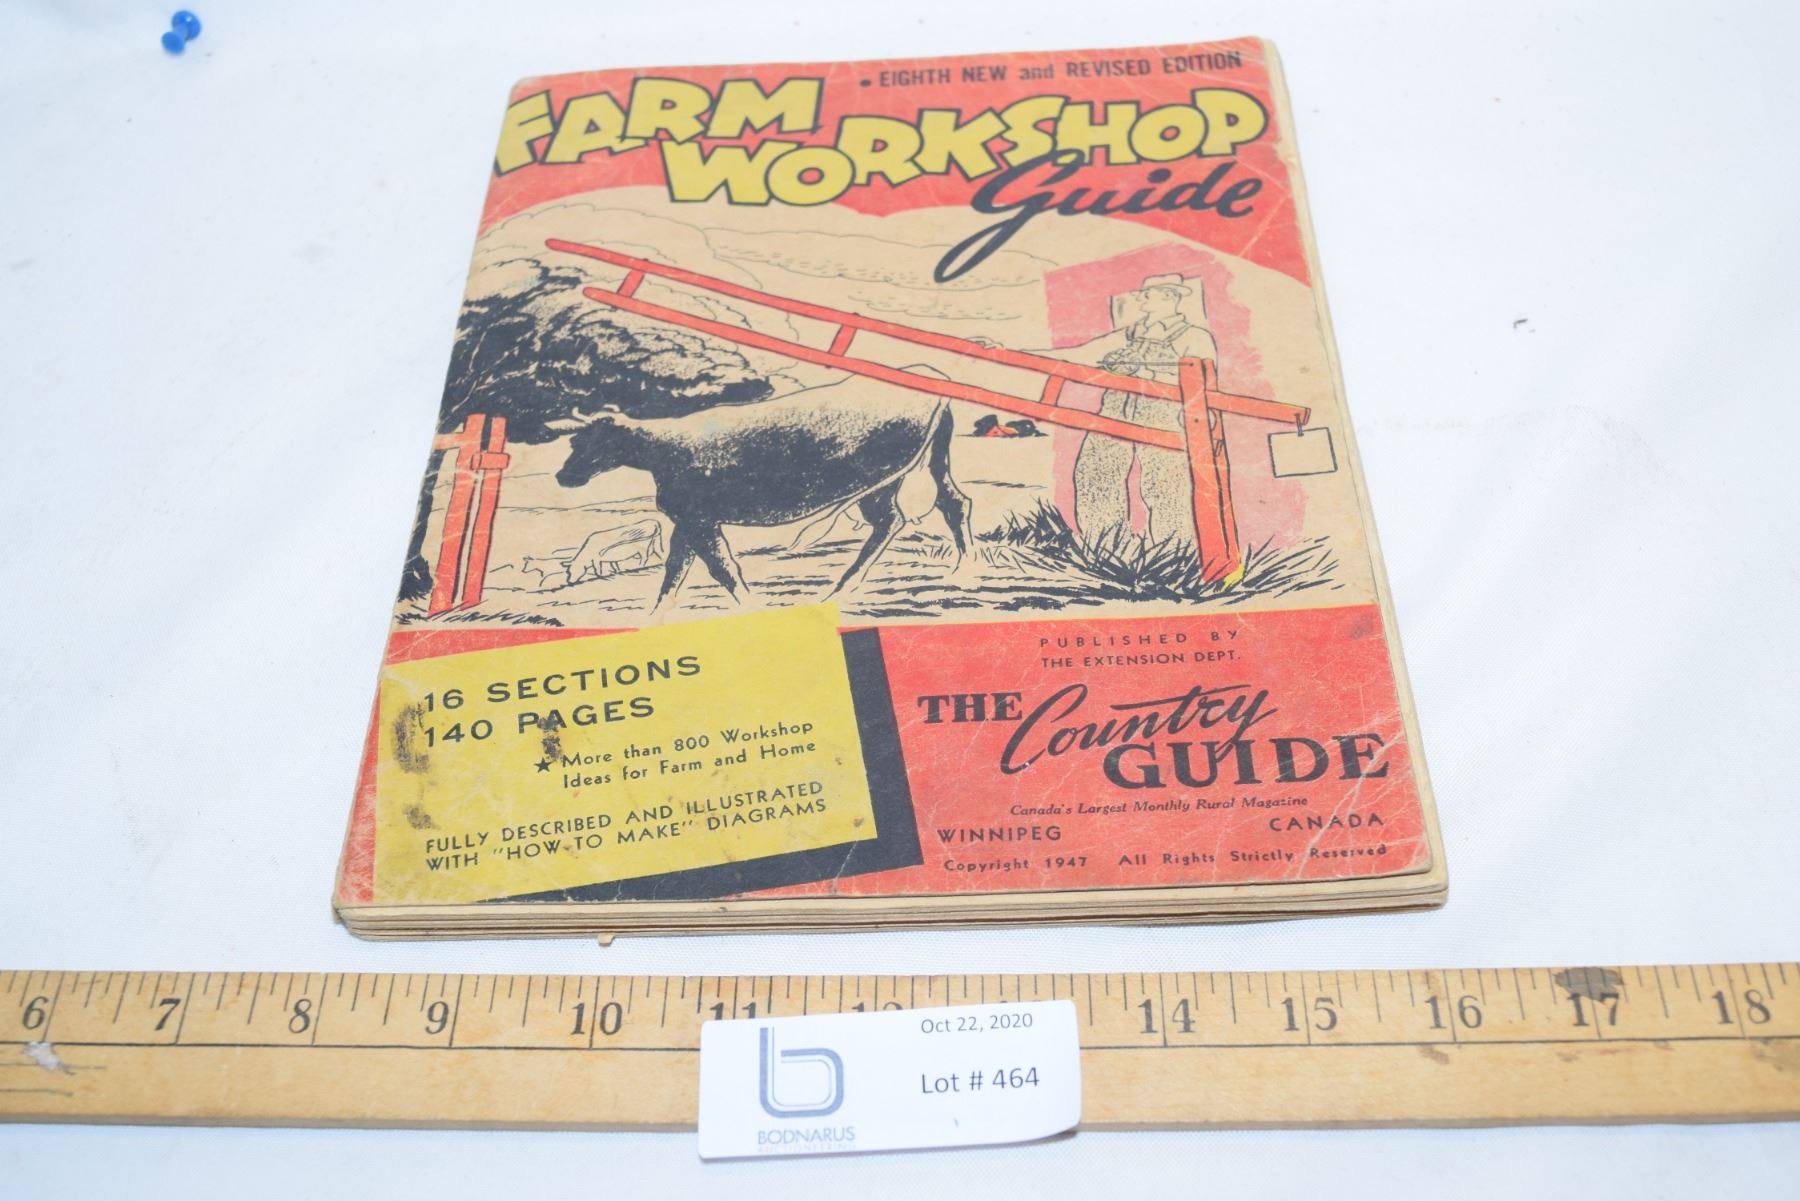 • EIGHTH NEW and REVISED EDITION
FARM
WORKSHOP
Guide
16 SECTIONS
140 PAGES
★ More than 800 Workshop
Ideas for Farm and Home
FULLY DESCRIBED AND ILLUSTRATED
WITH "HOW-TO MAKE" DIAGRAMS
PUBLISHED BY
THE EXTENSION DEPT.
THE Country
GUIDE
Canada's Largest Monthly Rural Magazine
WINNIPEG CANADA
Copyright 1947 All Rights Strictly Reserved
6 7 8 9 10 11 12 14 15 16 17 18
Oct 22, 2020
Lot # 464
b
BODNARUS
AUCTIONEERING